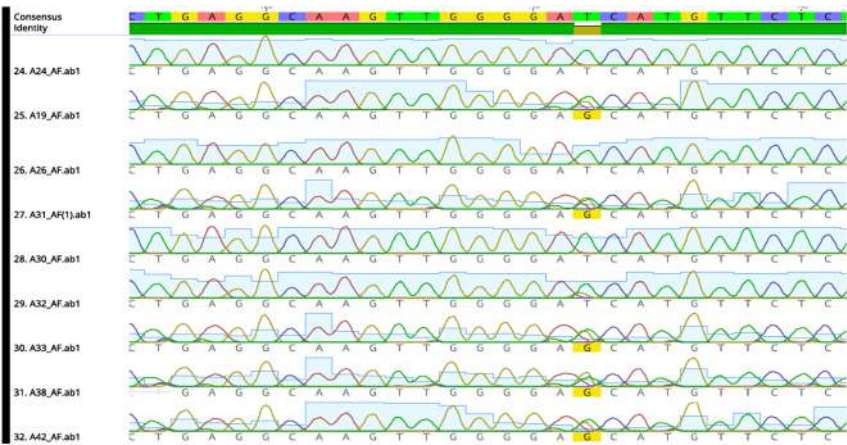 Consensus
C T G A G G C A A G T T G G G G A T C A T G T T C T C
Identity
24. A24_AF.ab1
C T G A G G C A A G T T G G G G A T C A T G T T C T C
25. A19_AF.ab1
C T G A G G C A A G T T G G G G A G C A T G T T C T C
26. A26_AF.ab1
C T G A G G C A A G T T G G G G A T C A T G T T C T C
27. A31_AF(1).ab1
C T G A G G C A A G T T G G G G A G C A T G T T C T C
28. A30_AF.ab1
C T G A G G C A A G T T G G G G A T C A T G T T C T C
29. A32_AF.ab1
C T G A G G C A A G T T G G G G A T C A T G T T C T C
30. A33_AF.ab1
C T G A G G C A A G T T G G G G A G C A T G T T C T C
31. A38_AF.ab1
T G A G G C A A G T T G G G G A G C A T G T T C T C
32. A42_AF.ab1
C T G A G G C A A G T T G G G G A G C A T G T T C T C